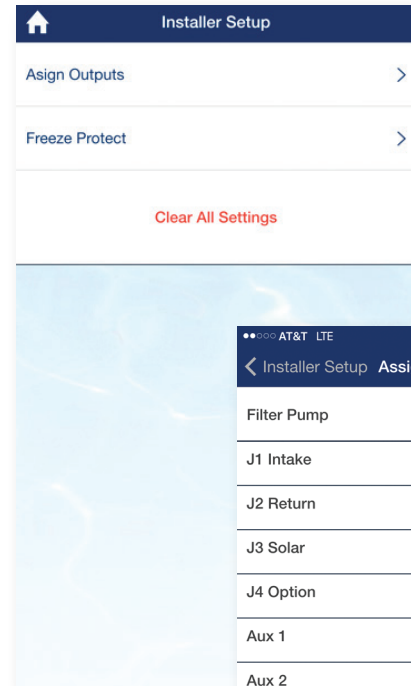 Installer Setup
Asign Outputs
Freeze Protect
Clear All Settings
AT&T LTE
Installer Setup Assi
Filter Pump
J1 Intake
J2 Return
J3 Solar
J4 Option
Aux 1
Aux 2